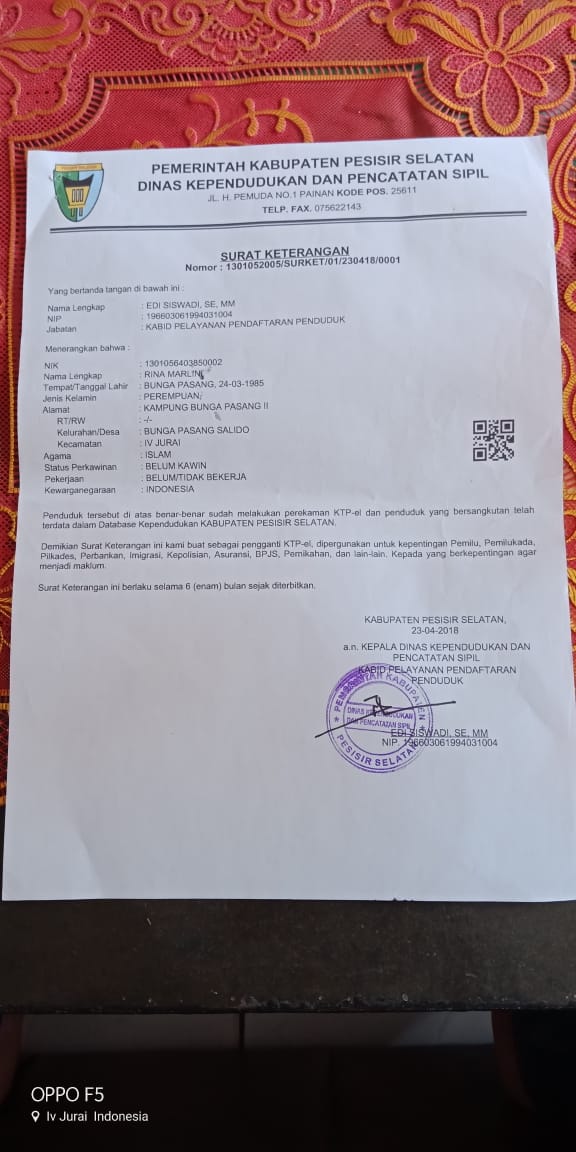 PEMERINTAH KABUPATEN PESISIR SELATAN
DINAS KEPENDUDUKAN DAN PENCATATAN SIPIL
JL. H. PEMUDA NO.1 PAINAN KODE POS. 25611
TELP. FAX. 075622143
SURAT KETERANGAN
Nomor : 1301052005/SURKET/01/230418/0001
Yang bertanda tangan di bawah ini :
Nama Lengkap : EDI SISWADI, SE, MM
NIP : 196603061994031004
Jabatan : KABID PELAYANAN PENDAFTARAN PENDUDUK
Menerangkan bahwa :
NIK : 1301056403850002
Nama Lengkap : RINA MARLINI
Tempat/Tanggal Lahir : BUNGA PASANG, 24-03-1985
Jenis Kelamin : PEREMPUAN
Alamat : KAMPUNG BUNGA PASANG II
RT/RW : -/-
Kelurahan/Desa : BUNGA PASANG SALIDO
Kecamatan : IV JURAI
Agama : ISLAM
Status Perkawinan : BELUM KAWIN
Pekerjaan : BELUM/TIDAK BEKERJA
Kewarganegaraan : INDONESIA
Penduduk tersebut di atas benar-benar sudah melakukan perekaman KTP-el dan penduduk yang bersangkutan telah
terdata dalam Database Kependudukan KABUPATEN PESISIR SELATAN.
Demikian Surat Keterangan ini kami buat sebagai pengganti KTP-el, dipergunakan untuk kepentingan Pemilu, Pemilukada,
Pilkades, Perbankan, Imigrasi, Kepolisian, Asuransi, BPJS, Pernikahan, dan lain-lain. Kepada yang berkepentingan agar
menjadi maklum.
Surat Keterangan ini berlaku selama 6 (enam) bulan sejak diterbitkan.
KABUPATEN PESISIR SELATAN,
23-04-2018
a.n. KEPALA DINAS KEPENDUDUKAN DAN
PENCATATAN SIPIL
KABID PELAYANAN PENDAFTARAN
PENDUDUK
PEMERINTAH KABUPATEN
DINAS KEPENDUDUKAN
DAN PENCATATAN SIPIL
PESISIR SELATAN
EDI SISWADI, SE, MM
NIP. 196603061994031004
OPPO F5
Iv Jurai Indonesia